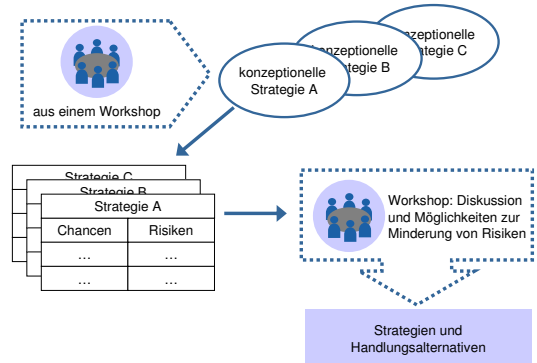 aus einem Workshop
konzeptionelle
Strategie A
konzeptionelle
Strategie B
konzeptionelle
Strategie C
Strategie C
Strategie B
Strategie A
Chancen Risiken
… …
… …
Workshop: Diskussion
und Möglichkeiten zur
Minderung von Risiken
Strategien und
Handlungsalternativen